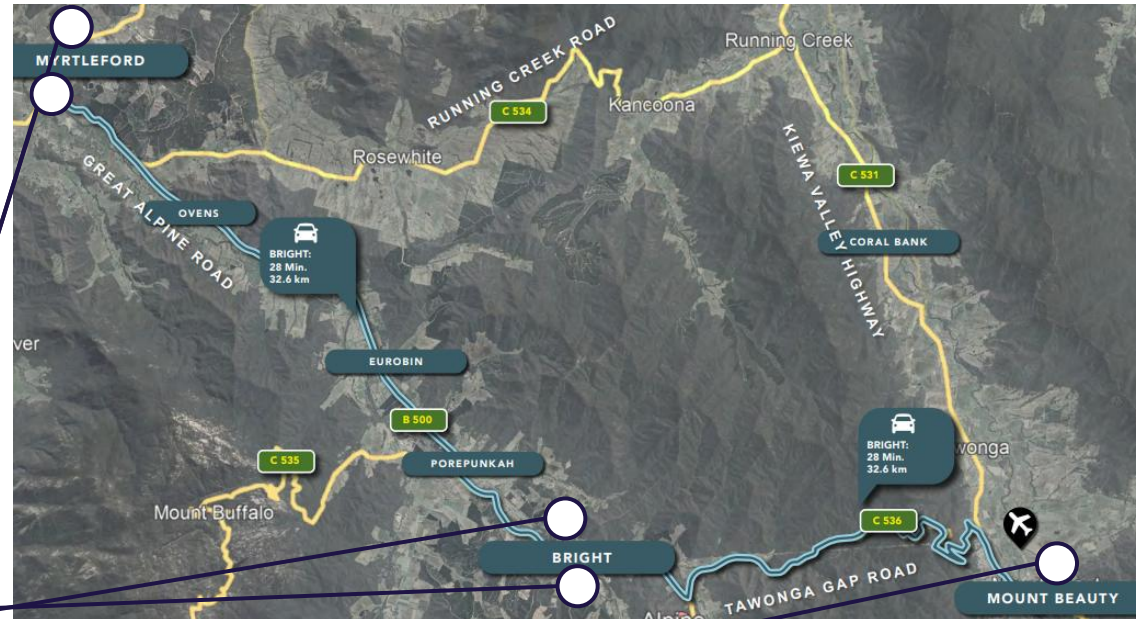 Running Creek
RUNNING CREEK ROAD
MYRTLEFORD
C 534
Kancoona
Rosewhite
KIEWA VALLEY HIGHWAY
C 531
GREAT ALPINE ROAD
OVENS
CORAL BANK
BRIGHT:
28 Min.
32.6 km
ver
EUROBIN
B 500
BRIGHT:
28 Min.
32.6 km
wonga
C 535
POREPUNKAH
Mount Buffalo
C 536
BRIGHT
TAWONGA GAP ROAD
MOUNT BEAUTY